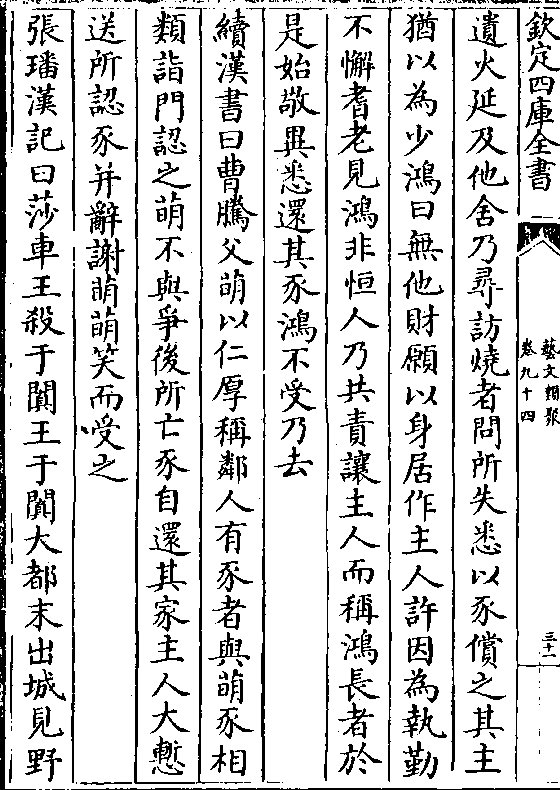 欽定四庫全書
藝文類聚
卷九十四
三十一
遺火延及他舍乃尋訪燒者問所失悉以豕償之其主
猶以為少鴻曰無他財願以身居作主人許因為執勤
不懈耆老見鴻非恒人乃共責讓主人而稱鴻長者於
是始敬異悉還其豕鴻不受乃去
續漢書曰曹騰父萌以仁厚稱鄰人有豕者與萌豕相
類詣門認之萌不與爭後所亡豕自還其家主人大慙
送所認豕并辭謝萌萌笑而受之
張璠漢記曰莎車王殺于闐王于闐大都末出城見野